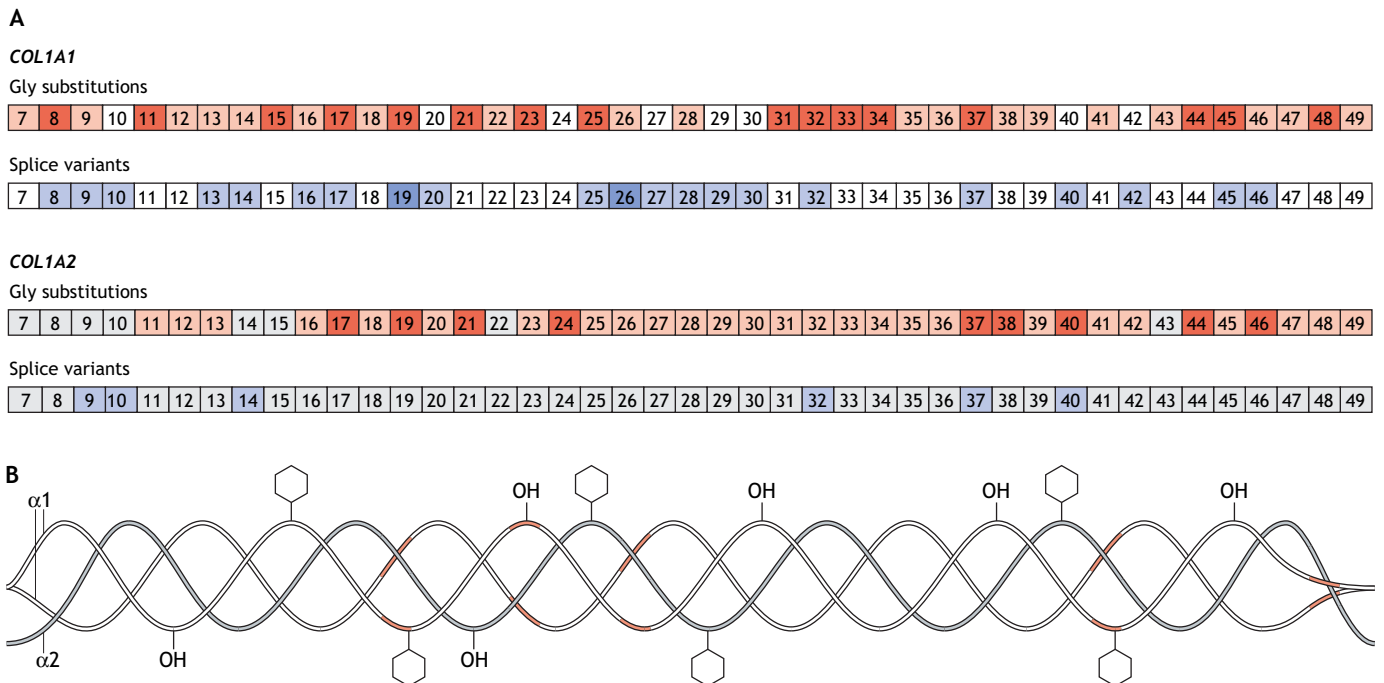 A
COL1A1
Gly substitutions
7 8 9 10 11 12 13 14 15 16 17 18 19 20 21 22 23 24 25 26 27 28 29 30 31 32 33 34 35 36 37 38 39 40 41 42 43 44 45 46 47 48 49
Splice variants
7 8 9 10 11 12 13 14 15 16 17 18 19 20 21 22 23 24 25 26 27 28 29 30 31 32 33 34 35 36 37 38 39 40 41 42 43 44 45 46 47 48 49
COL1A2
Gly substitutions
7 8 9 10 11 12 13 14 15 16 17 18 19 20 21 22 23 24 25 26 27 28 29 30 31 32 33 34 35 36 37 38 39 40 41 42 43 44 45 46 47 48 49
Splice variants
7 8 9 10 11 12 13 14 15 16 17 18 19 20 21 22 23 24 25 26 27 28 29 30 31 32 33 34 35 36 37 38 39 40 41 42 43 44 45 46 47 48 49
B
α1
OH OH OH OH
α2
OH OH